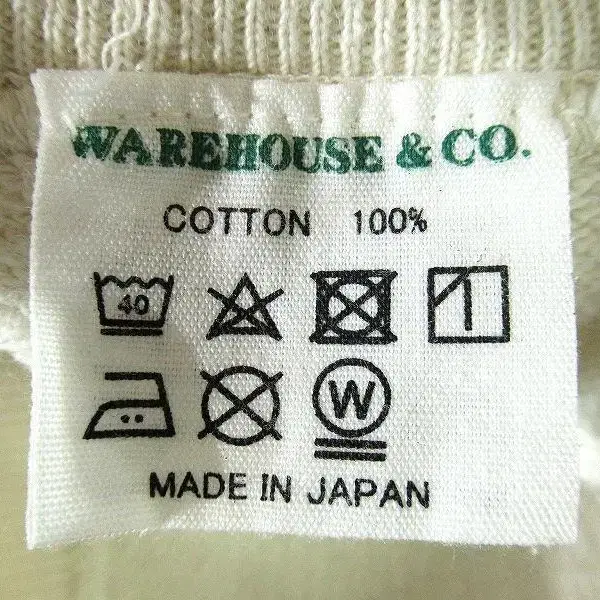 WAREHOUSE & CO.
COTTON 100%
40
W
MADE IN JAPAN